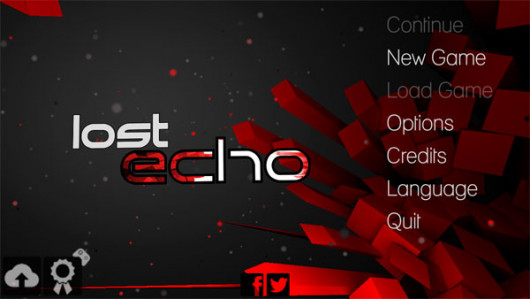 lost
echo
Continue
New Game
Load Game
Options
Credits
Language
Quit